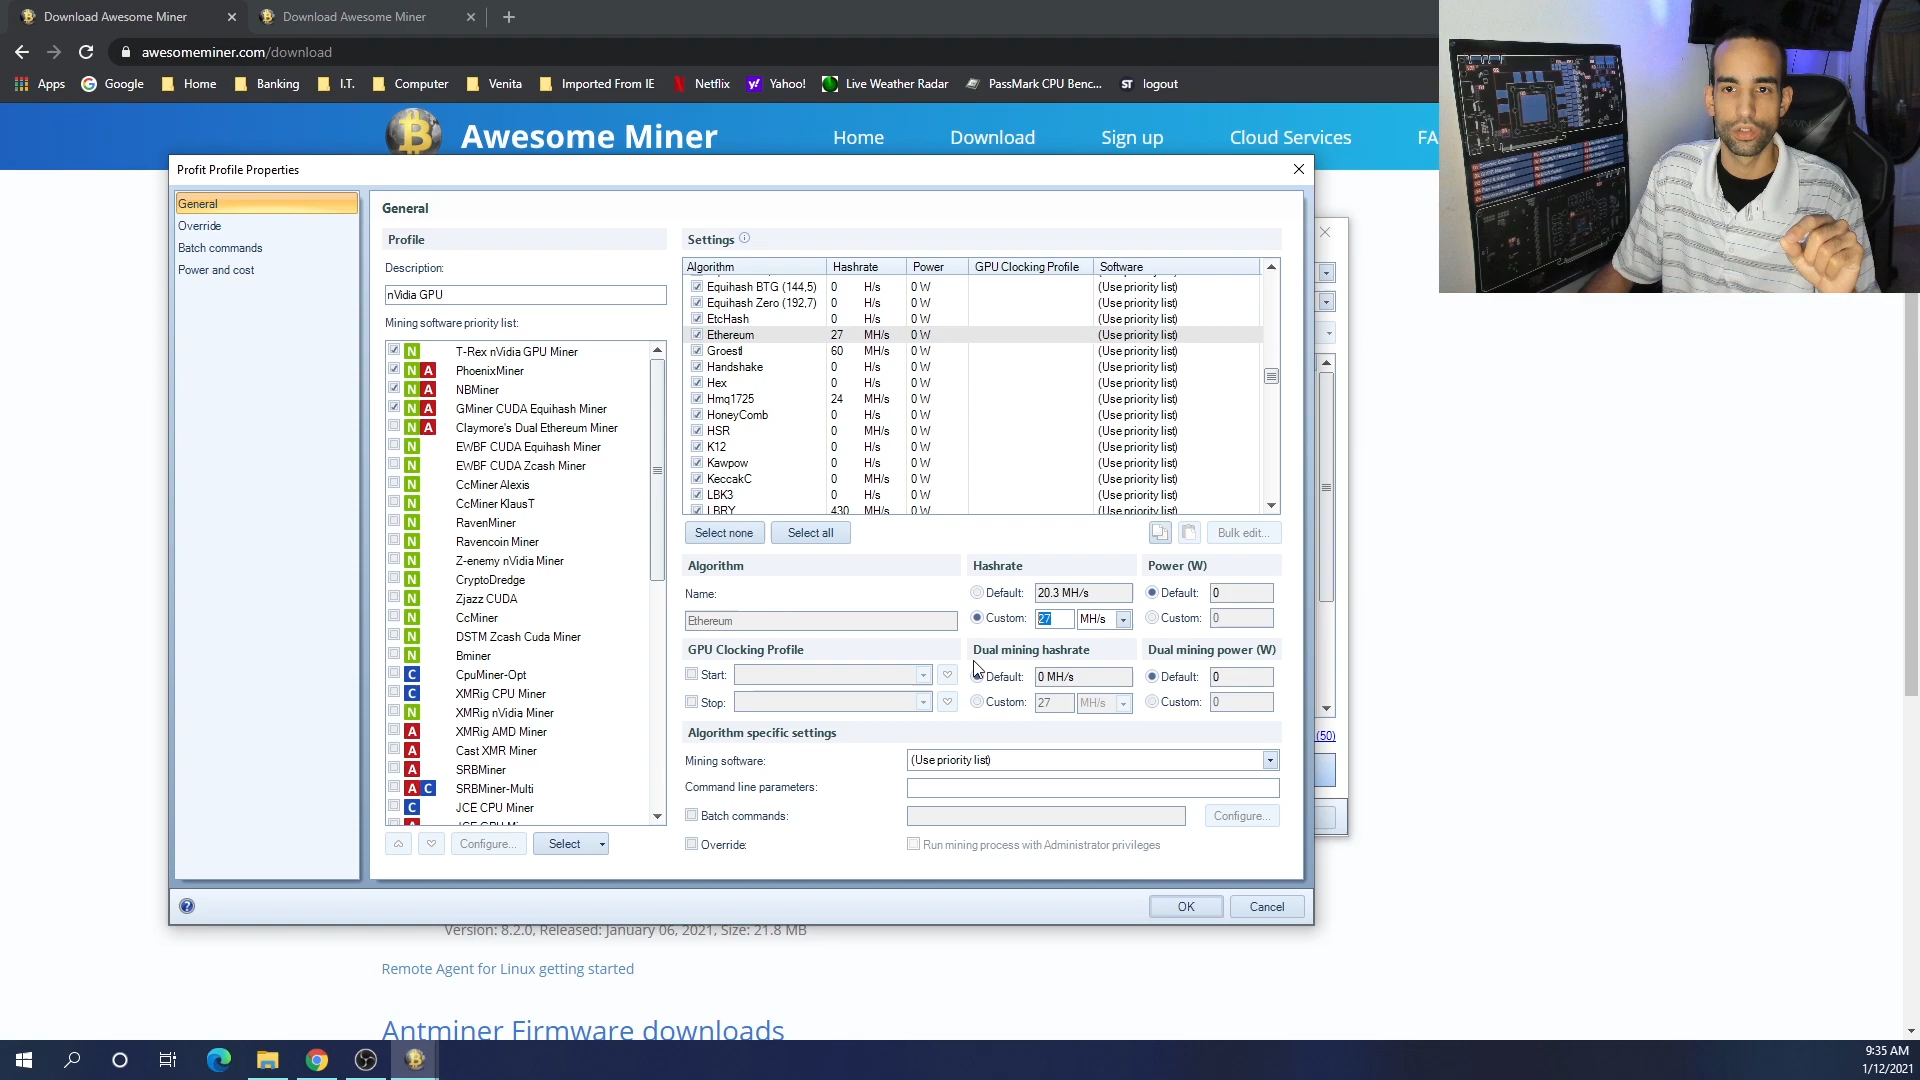 Download Awesome Miner
Download Awesome Miner
awesomeminer.com/download
Apps
Google
Home
Banking
I.T.
Computer
Venita
Imported From IE
Netflix
Yahoo!
Live Weather Radar
PassMark CPU Benc...
ST logout
Awesome Miner
Home
Download
Sign up
Cloud Services
FA
Profit Profile Properties
General
Override
Batch commands
Power and cost
General
Profile
Description:
nVidia GPU
Mining software priority list:
N T-Rex nVidia GPU Miner
N A PhoenixMiner
N A NBMiner
N A GMiner CUDA Equihash Miner
N A Claymore's Dual Ethereum Miner
N EWBF CUDA Equihash Miner
N EWBF CUDA Zcash Miner
N CcMiner Alexis
N CcMiner KlausT
N RavenMiner
N Ravencoin Miner
N Z-enemy nVidia Miner
N CryptoDredge
N Zjazz CUDA
N CcMiner
N DSTM Zcash Cuda Miner
N Bminer
C CpuMiner-Opt
C XMRig CPU Miner
N XMRig nVidia Miner
A XMRig AMD Miner
A Cast XMR Miner
A SRBMiner
A C SRBMiner-Multi
C JCE CPU Miner
Configure...
Select
Settings
Algorithm Hashrate Power GPU Clocking Profile Software
Equihash BTG (144,5) 0 H/s 0 W (Use priority list)
Equihash Zero (192,7) 0 H/s 0 W (Use priority list)
EtcHash 0 H/s 0 W (Use priority list)
Ethereum 27 MH/s 0 W (Use priority list)
Groestl 60 MH/s 0 W (Use priority list)
Handshake 0 H/s 0 W (Use priority list)
Hex 0 H/s 0 W (Use priority list)
Hmq1725 24 MH/s 0 W (Use priority list)
HoneyComb 0 H/s 0 W (Use priority list)
HSR 0 MH/s 0 W (Use priority list)
K12 0 H/s 0 W (Use priority list)
Kawpow 0 H/s 0 W (Use priority list)
KeccakC 0 MH/s 0 W (Use priority list)
LBK3 0 H/s 0 W (Use priority list)
LBRY 430 MH/s 0 W (Use priority list)
Select none
Select all
Bulk edit...
Algorithm
Name:
Ethereum
Hashrate
Default: 20.3 MH/s
Custom: 27 MH/s
Power (W)
Default: 0
Custom: 0
GPU Clocking Profile
Start:
Stop:
Dual mining hashrate
Default: 0 MH/s
Custom: 27 MH/s
Dual mining power (W)
Default: 0
Custom: 0
Algorithm specific settings
Mining software: (Use priority list)
Command line parameters:
Batch commands:
Configure...
Override:
Run mining process with Administrator privileges
OK
Cancel
(50)
Version: 8.2.0, Released: January 06, 2021, Size: 21.8 MB
Remote Agent for Linux getting started
Antminer Firmware downloads
9:35 AM
1/12/2021